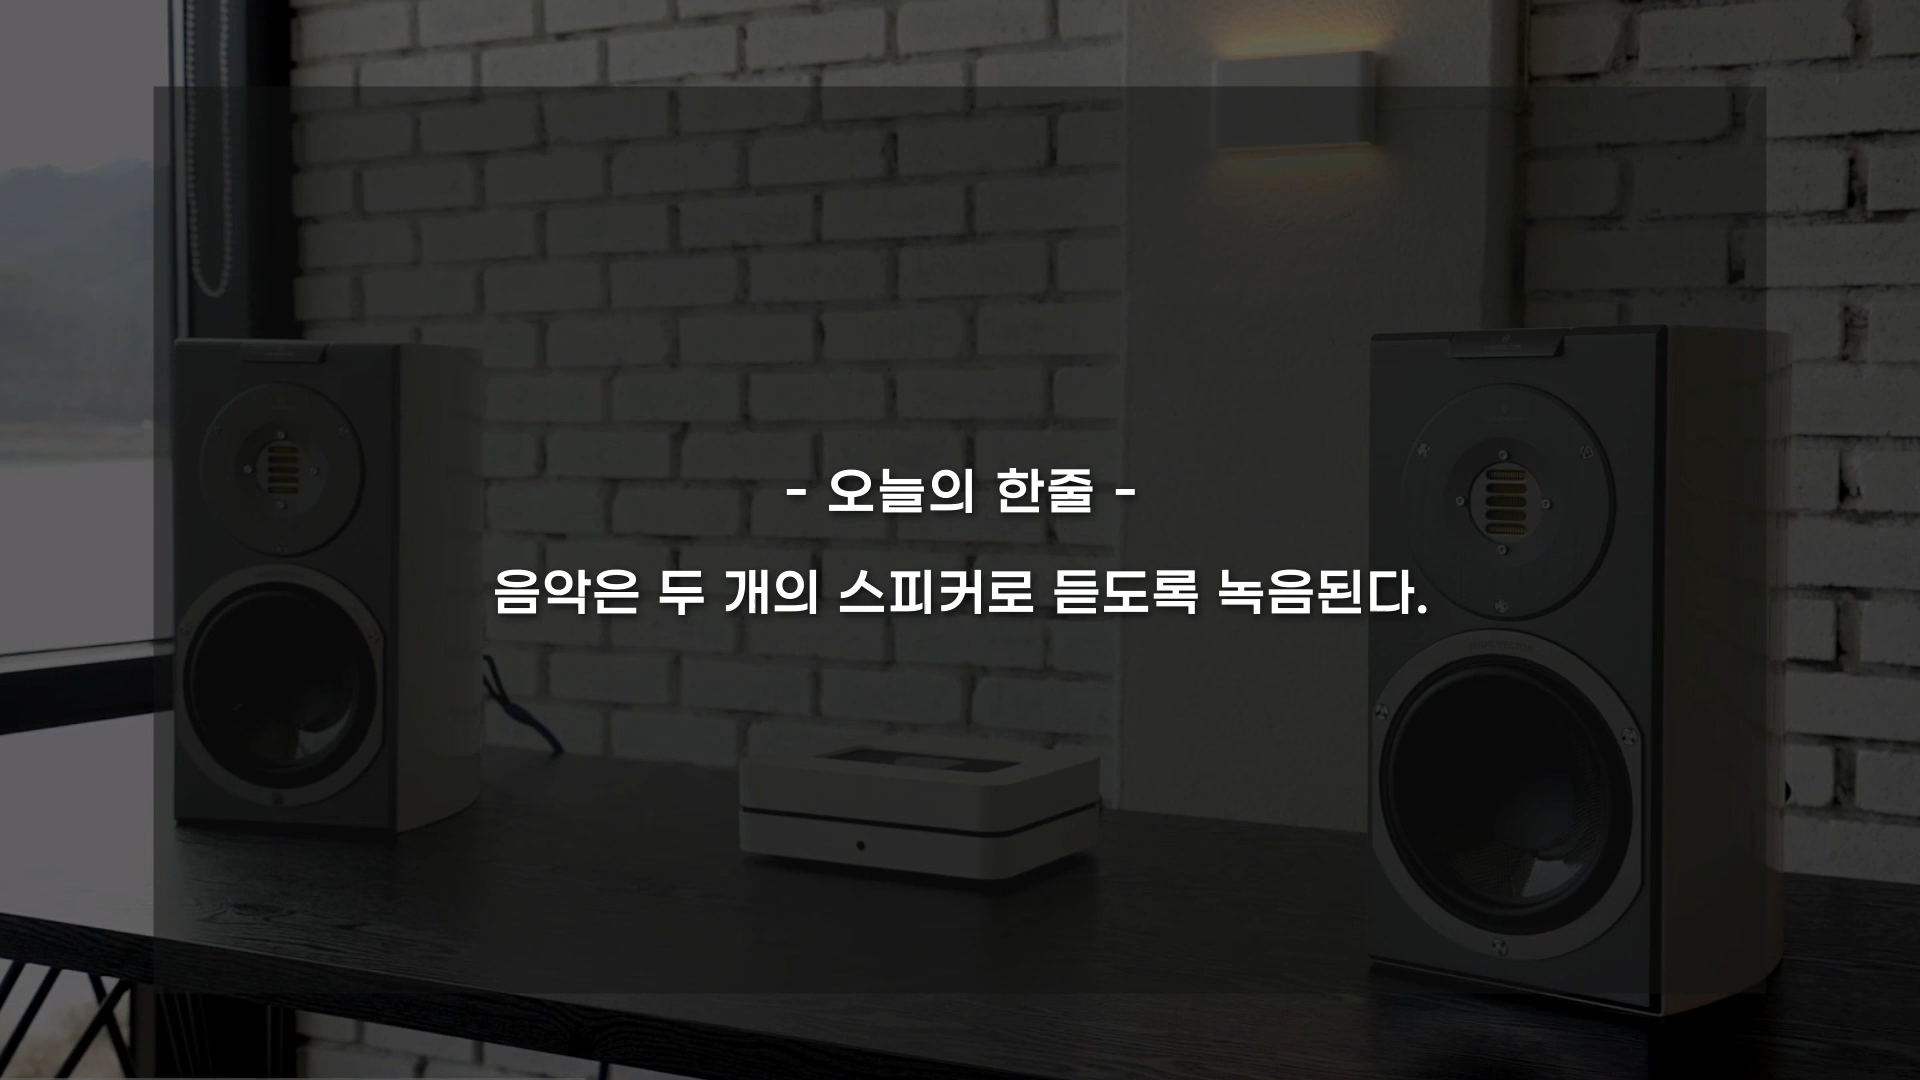 - 오늘의 한줄 -
음악은 두 개의 스피커로 듣도록 녹음된다.